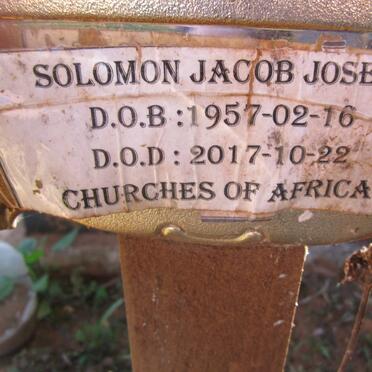 SOLOMON JACOB JOSE
D.O.B : 1957-02-16
D.O.D : 2017-10-22
CHURCHES OF AFRICA